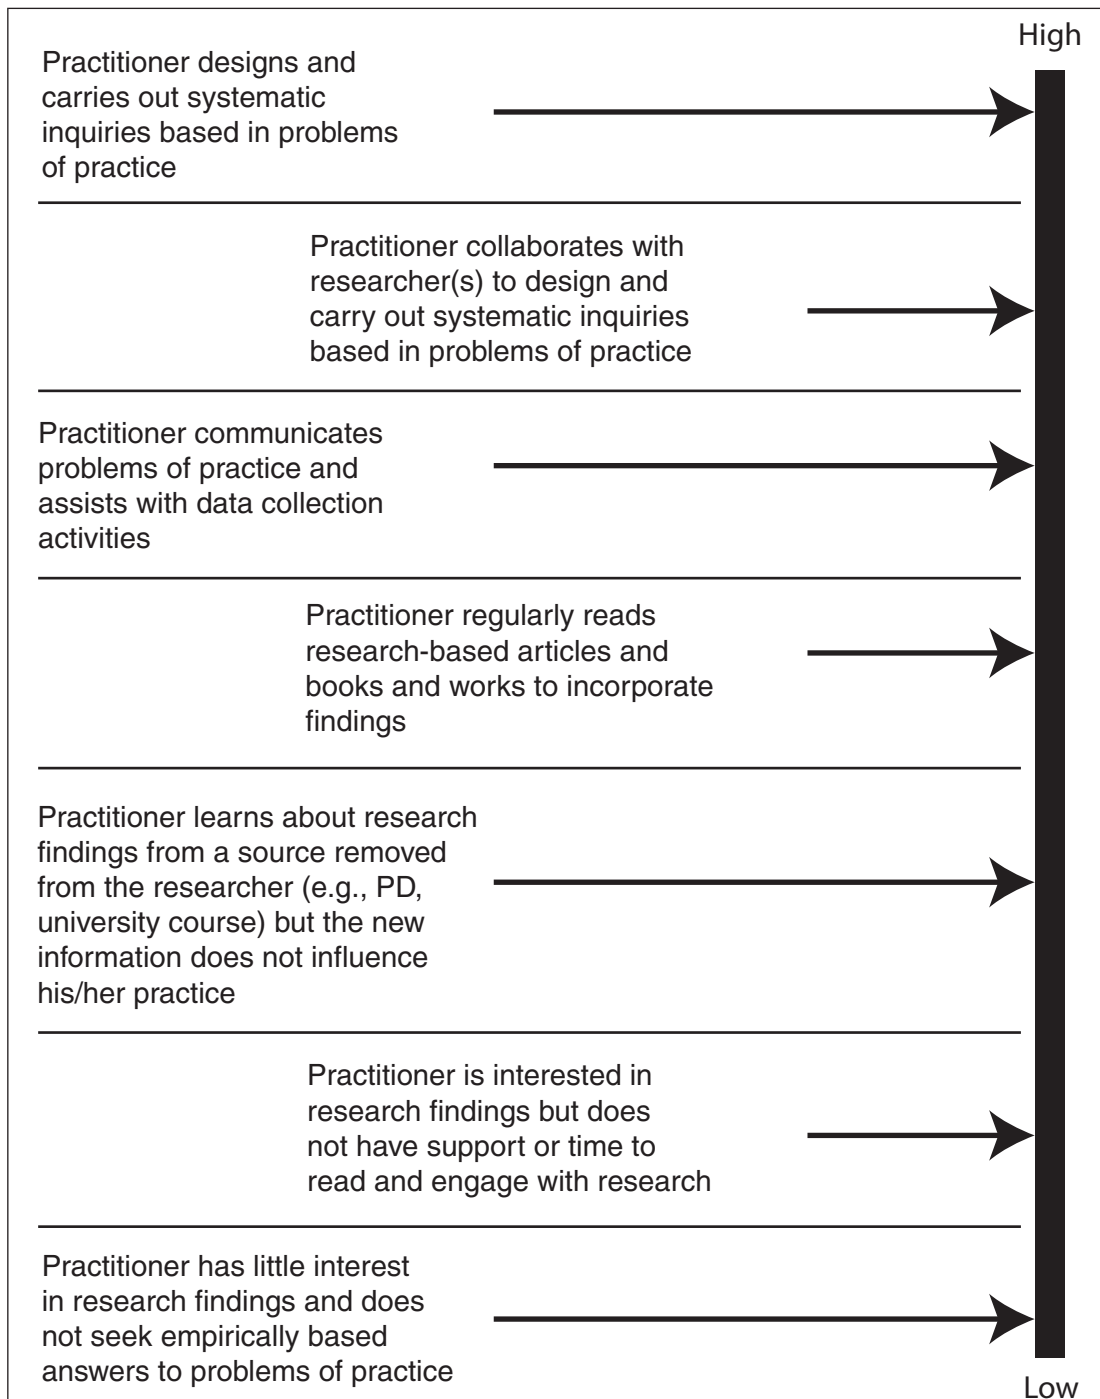 High
Practitioner designs and
carries out systematic
inquiries based in problems
of practice
Practitioner collaborates with
researcher(s) to design and
carry out systematic inquiries
based in problems of practice
Practitioner communicates
problems of practice and
assists with data collection
activities
Practitioner regularly reads
research-based articles and
books and works to incorporate
findings
Practitioner learns about research
findings from a source removed
from the researcher (e.g., PD,
university course) but the new
information does not influence
his/her practice
Practitioner is interested in
research findings but does
not have support or time to
read and engage with research
Practitioner has little interest
in research findings and does
not seek empirically based
answers to problems of practice
Low